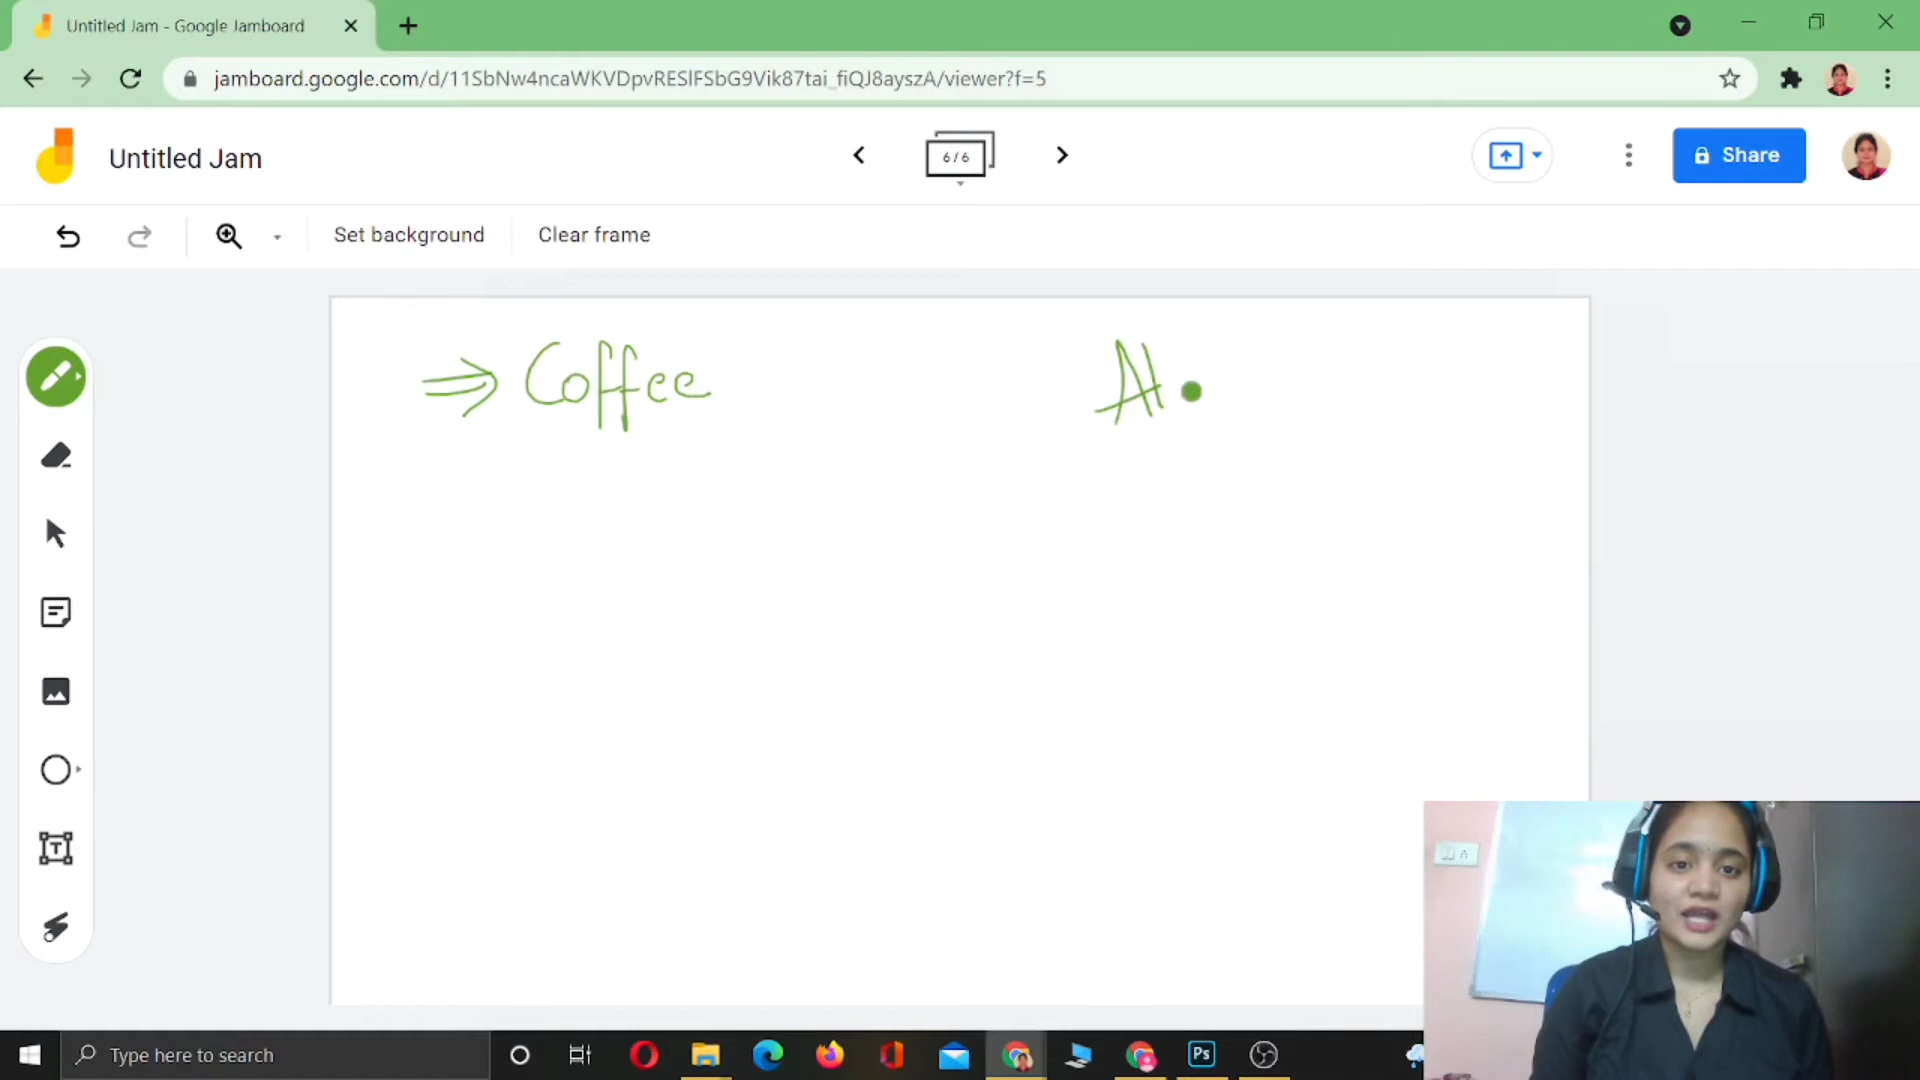 Untitled Jam - Google Jamboard
jamboard.google.com/d/11SbNw4ncaWKVDpvRESlFSbG9Vik87tai_fiQJ8ayszA/viewer?f=5
Untitled Jam
6/6
Share
Set background
Clear frame
⇒ Coffee
T
Type here to search
Ps